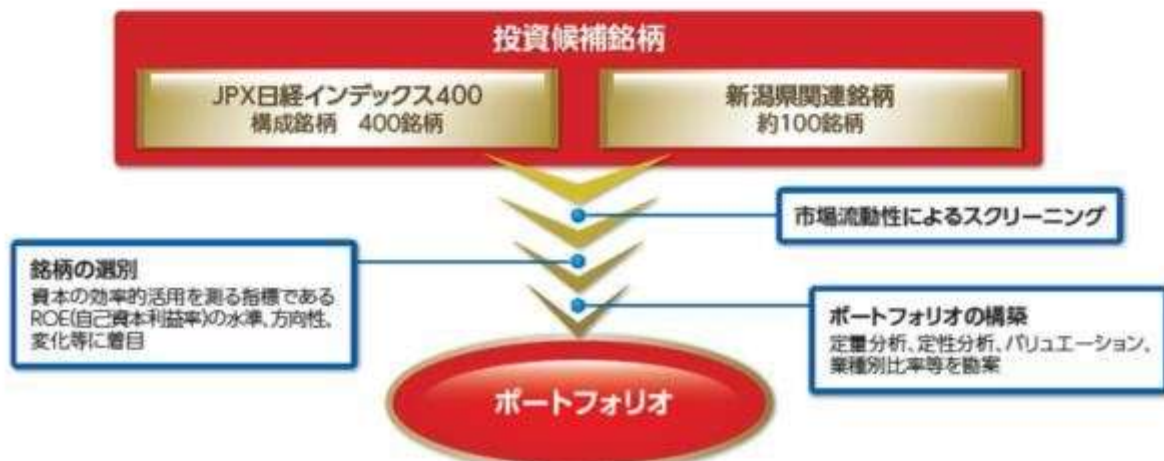 投資候補銘柄
JPX日経インデックス400
構成銘柄 400銘柄
新潟県関連銘柄
約100銘柄
市場流動性によるスクリーニング
銘柄の選別
資本の効率的活用を測る指標である
ROE(自己資本利益率)の水準、方向性、
変化等に着目
ポートフォリオの構築
定量分析、定性分析、バリュエーション、
業種別比率等を勘案
ポートフォリオ